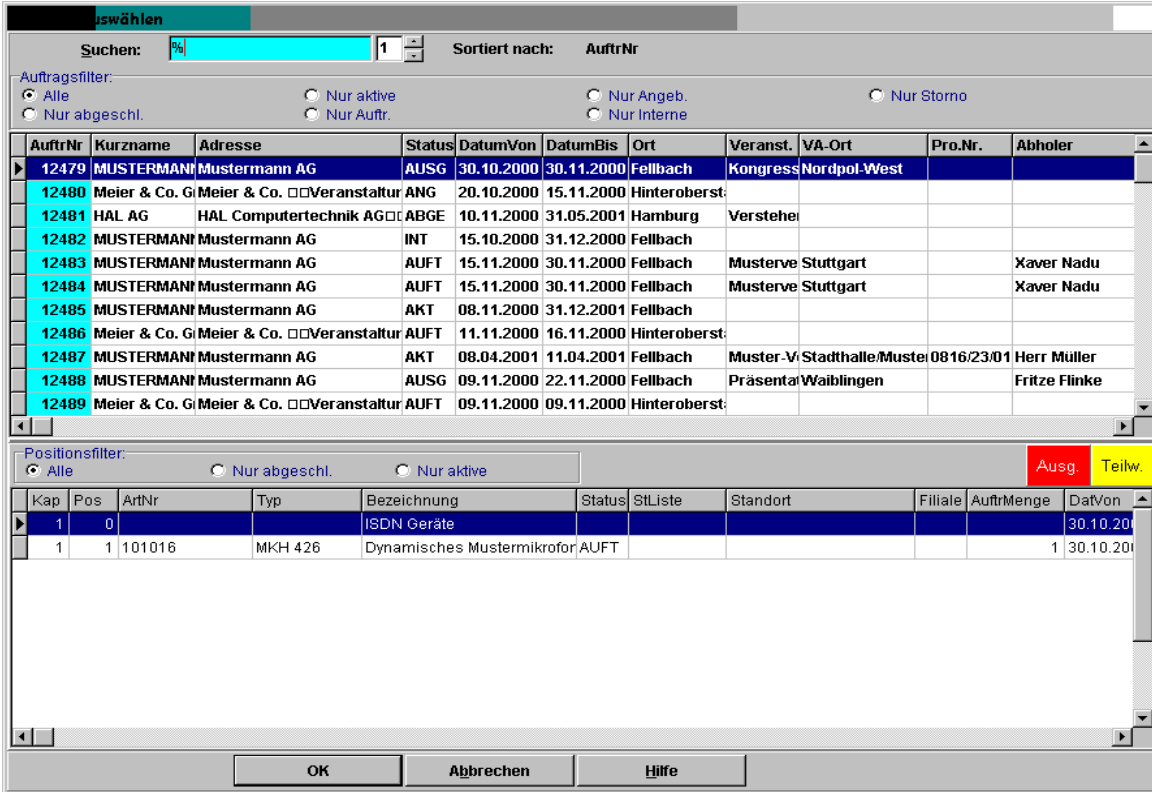 uswählen
Suchen: % 1 Sortiert nach: AuftrNr
Auftragsfilter:
Alle Nur aktive Nur Angeb. Nur Storno
Nur abgeschl. Nur Auftr. Nur Interne
AuftrNr Kurzname Adresse Status DatumVon DatumBis Ort Veranst. VA-Ort Pro.Nr. Abholer
12479 MUSTERMANN Mustermann AG AUSG 30.10.2000 30.11.2000 Fellbach Kongress Nordpol-West
12480 Meier & Co. G Meier & Co. □□Veranstaltur ANG 20.10.2000 15.11.2000 Hinteroberst
12481 HAL AG HAL Computertechnik AG□□ ABGE 10.11.2000 31.05.2001 Hamburg Verstehe
12482 MUSTERMANN Mustermann AG INT 15.10.2000 31.12.2000 Fellbach
12483 MUSTERMANN Mustermann AG AUFT 15.11.2000 30.11.2000 Fellbach Musterve Stuttgart Xaver Nadu
12484 MUSTERMANN Mustermann AG AUFT 15.11.2000 30.11.2000 Fellbach Musterve Stuttgart Xaver Nadu
12485 MUSTERMANN Mustermann AG AKT 08.11.2000 31.12.2001 Fellbach
12486 Meier & Co. G Meier & Co. □□Veranstaltur AUFT 11.11.2000 16.11.2000 Hinteroberst
12487 MUSTERMANN Mustermann AG AKT 08.04.2001 11.04.2001 Fellbach Muster-V Stadthalle/Muste 0816/23/01 Herr Müller
12488 MUSTERMANN Mustermann AG AUSG 09.11.2000 22.11.2000 Fellbach Präsentat Waiblingen Fritze Flinke
12489 Meier & Co. G Meier & Co. □□Veranstaltur AUFT 09.11.2000 09.11.2000 Hinteroberst
Positionsfilter:
Alle Nur abgeschl. Nur aktive Ausg. Teilw.
Kap Pos ArtNr Typ Bezeichnung Status StListe Standort Filiale AuftrMenge DatVon
1 0 ISDN Geräte 30.10.200
1 1 101016 MKH 426 Dynamisches Mustermikrofon AUFT 1 30.10.200
OK Abbrechen Hilfe